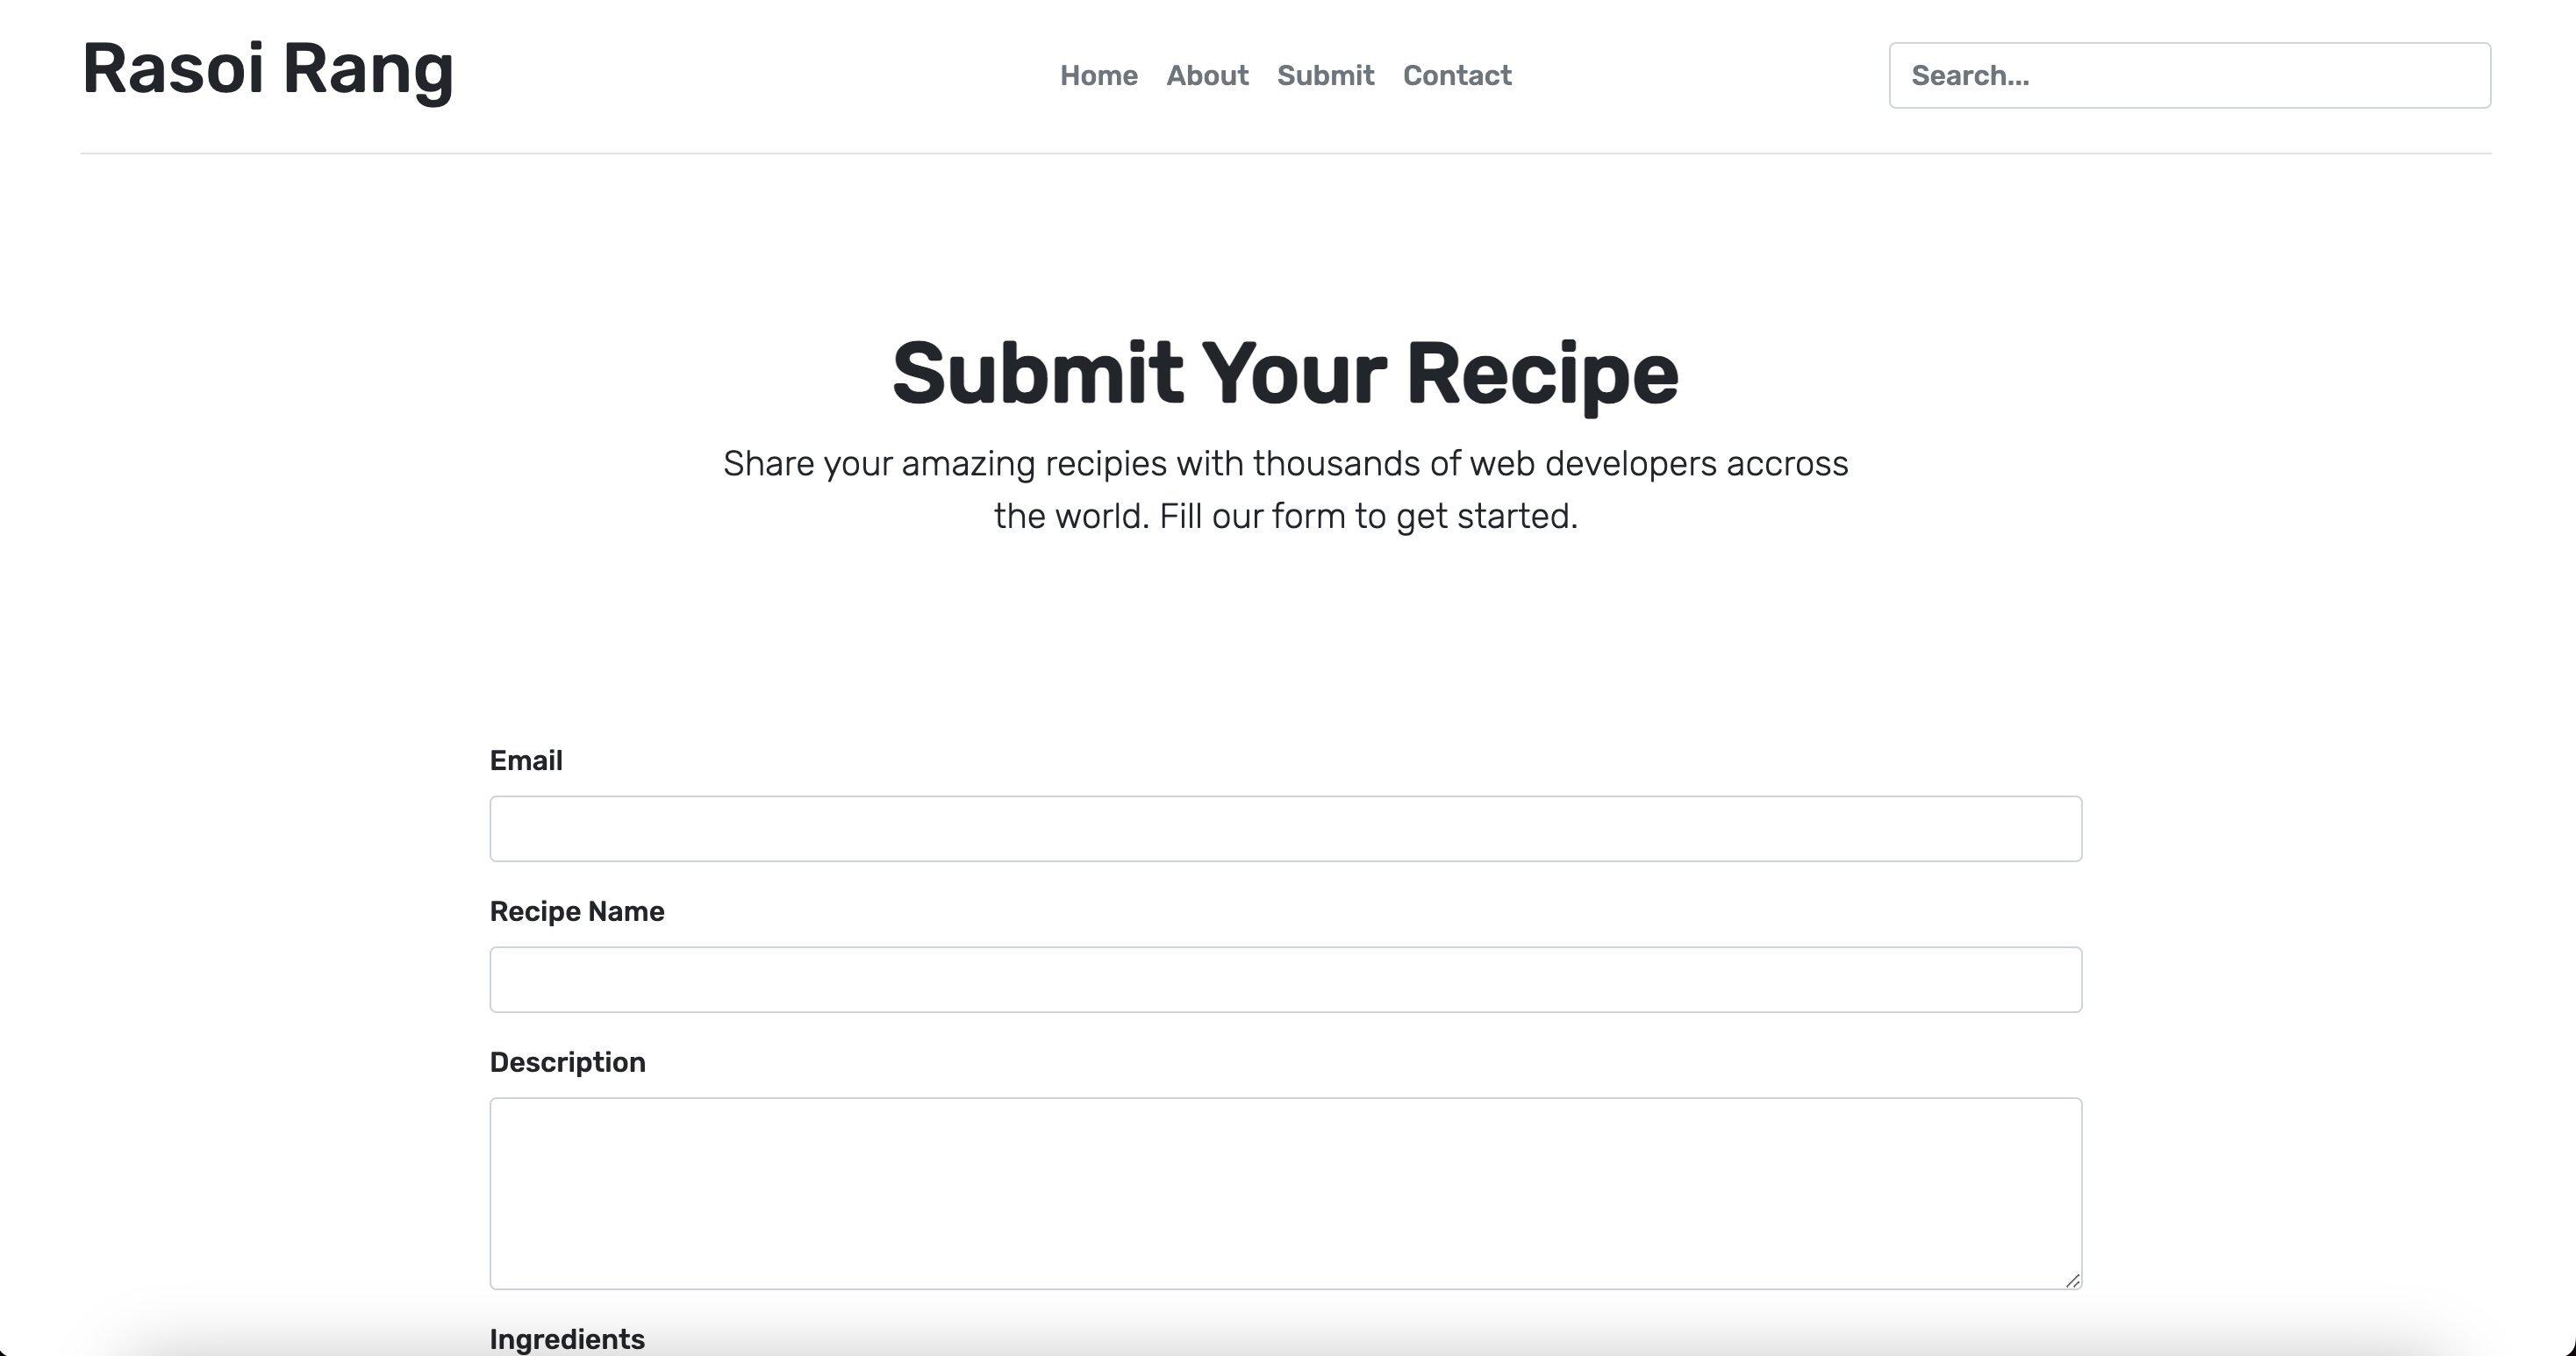 Rasoi Rang
Home About Submit Contact
Search...
Submit Your Recipe
Share your amazing recipies with thousands of web developers accross
the world. Fill our form to get started.
Email
Recipe Name
Description
Ingredients